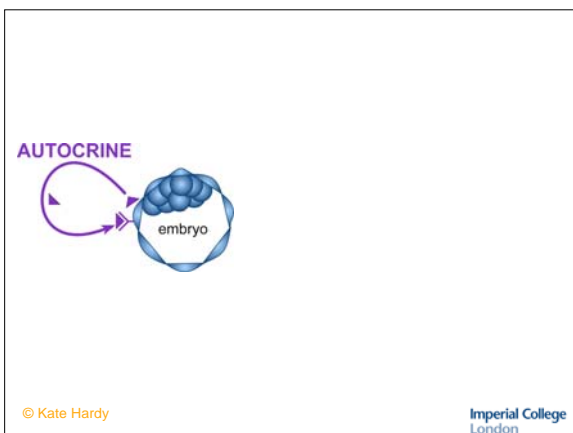 AUTOCRINE
embryo
© Kate Hardy
Imperial College
London